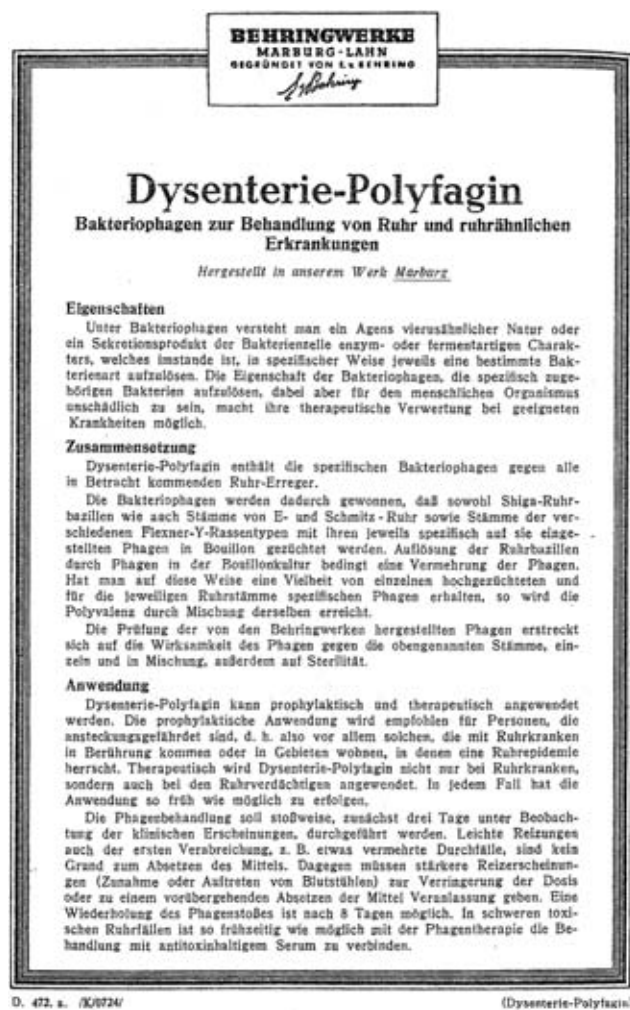 BEHRINGWERKE
MARBURG-LAHN
GEGRÜNDET VON E.v. BEHRING
Dysenterie-Polyfagin
Bakteriophagen zur Behandlung von Ruhr und ruhrähnlichen
Erkrankungen
Hergestellt in unserem Werk Marburg
Eigenschaften
Unter Bakteriophagen versteht man ein Agens virusähnlicher Natur oder
ein Sekretionsprodukt der Bakterienzelle enzym- oder fermentartigen Charak-
ters, welches imstande ist, in spezifischer Weise jeweils eine bestimmte Bak-
terienart aufzulösen. Die Eigenschaft der Bakteriophagen, die spezifisch zuge-
hörigen Bakterien aufzulösen, dabei aber für den menschlichen Organismus
unschädlich zu sein, macht ihre therapeutische Verwertung bei geeigneten
Krankheiten möglich.
Zusammensetzung
Dysenterie-Polyfagin enthält die spezifischen Bakteriophagen gegen alle
in Betracht kommenden Ruhr-Erreger.
Die Bakteriophagen werden dadurch gewonnen, daß sowohl Shiga-Ruhr-
bazillen wie auch Stämme von E- und Schmitz-Ruhr sowie Stämme der ver-
schiedenen Flexner-Y-Rassentypen mit ihren jeweils spezifisch auf sie einge-
stellten Phagen in Bouillon gezüchtet werden. Auflösung der Ruhrbazillen
durch Phagen in der Bouillonkultur bedingt eine Vermehrung der Phagen.
Hat man auf diese Weise eine Vielheit von einzelnen hochgezüchteten und
für die jeweiligen Ruhrstämme spezifischen Phagen erhalten, so wird die
Polyvalenz durch Mischung derselben erreicht.
Die Prüfung der von den Behringwerken hergestellten Phagen erstreckt
sich auf die Wirksamkeit des Phagen gegen die obengenannten Stämme, ein-
zeln und in Mischung, außerdem auf Sterilität.
Anwendung
Dysenterie-Polyfagin kann prophylaktisch und therapeutisch angewendet
werden. Die prophylaktische Anwendung wird empfohlen für Personen, die
ansteckungsgefährdet sind, d. h. also vor allem solchen, die mit Ruhrkranken
in Berührung kommen oder in Gebieten wohnen, in denen eine Ruhrepidemie
herrscht. Therapeutisch wird Dysenterie-Polyfagin nicht nur bei Ruhrkranken,
sondern auch bei den Ruhrverdächtigen angewendet. In jedem Fall hat die
Anwendung so früh wie möglich zu erfolgen.
Die Phagenbehandlung soll stoßweise, zunächst drei Tage unter Beobach-
tung der klinischen Erscheinungen, durchgeführt werden. Leichte Reizungen
auch der ersten Verabreichung, z. B. etwas vermehrte Durchfälle, sind kein
Grund zum Absetzen des Mittels. Dagegen müssen stärkere Reizerscheinun-
gen (Zunahme oder Auftreten von Blutstühlen) zur Verringerung der Dosis
oder zu einem vorübergehenden Absetzen der Mittel Veranlassung geben. Eine
Wiederholung des Phagenstoßes ist nach 8 Tagen möglich. In schweren toxi-
schen Ruhrfällen ist so frühzeitig wie möglich mit der Phagentherapie die Be-
handlung mit antitoxinhaltigem Serum zu verbinden.
D. 472. a. /K/0724/
(Dysenterie-Polyfagin)